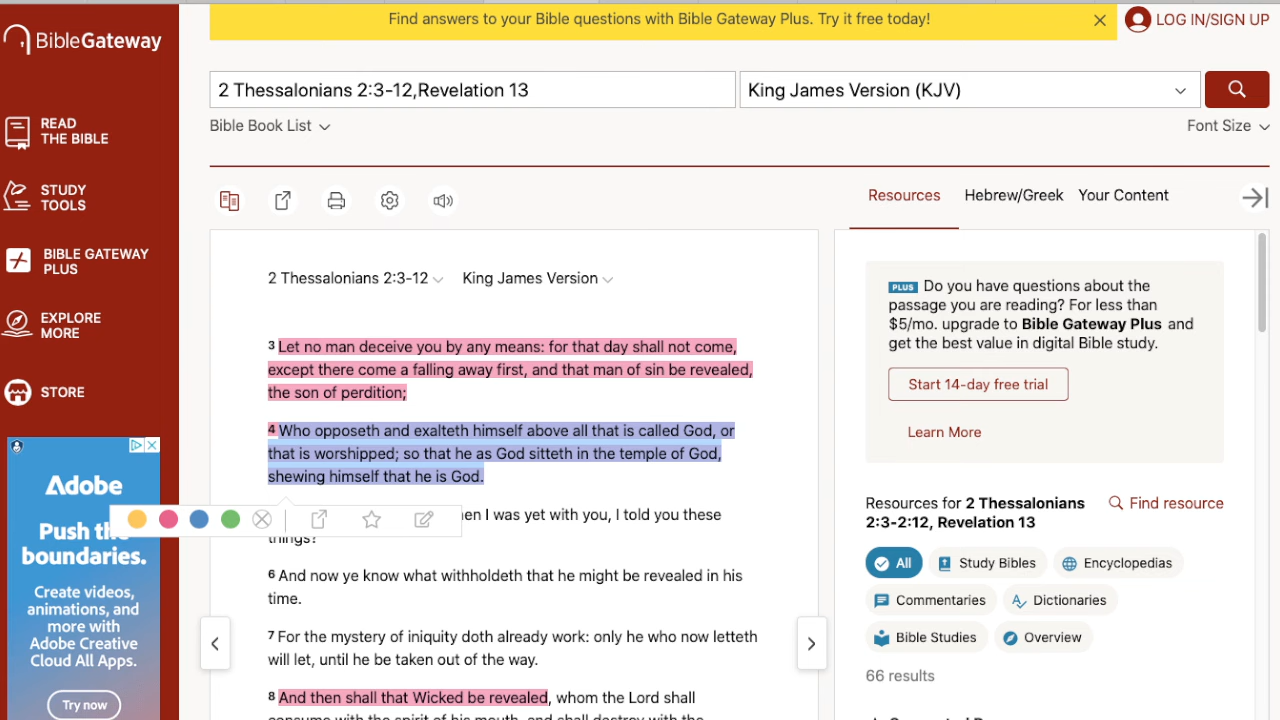 Find answers to your Bible questions with Bible Gateway Plus. Try it free today!
LOG IN/SIGN UP
BibleGateway
2 Thessalonians 2:3-12,Revelation 13
King James Version (KJV)
Bible Book List
Font Size
READ
THE BIBLE
STUDY
TOOLS
BIBLE GATEWAY
PLUS
EXPLORE
MORE
STORE
Adobe
Push the
boundaries.
Create videos,
animations, and
more with
Adobe Creative
Cloud All Apps.
Try now
Resources
Hebrew/Greek
Your Content
2 Thessalonians 2:3-12
King James Version
3 Let no man deceive you by any means: for that day shall not come,
except there come a falling away first, and that man of sin be revealed,
the son of perdition;
4 Who opposeth and exalteth himself above all that is called God, or
that is worshipped; so that he as God sitteth in the temple of God,
shewing himself that he is God.
when I was yet with you, I told you these
things?
6 And now ye know what withholdeth that he might be revealed in his
time.
7 For the mystery of iniquity doth already work: only he who now letteth
will let, until he be taken out of the way.
8 And then shall that Wicked be revealed, whom the Lord shall
consume with the spirit of his mouth, and shall destroy with the
PLUS Do you have questions about the
passage you are reading? For less than
$5/mo. upgrade to Bible Gateway Plus and
get the best value in digital Bible study.
Start 14-day free trial
Learn More
Resources for 2 Thessalonians
2:3-2:12, Revelation 13
Find resource
All
Study Bibles
Encyclopedias
Commentaries
Dictionaries
Bible Studies
Overview
66 results